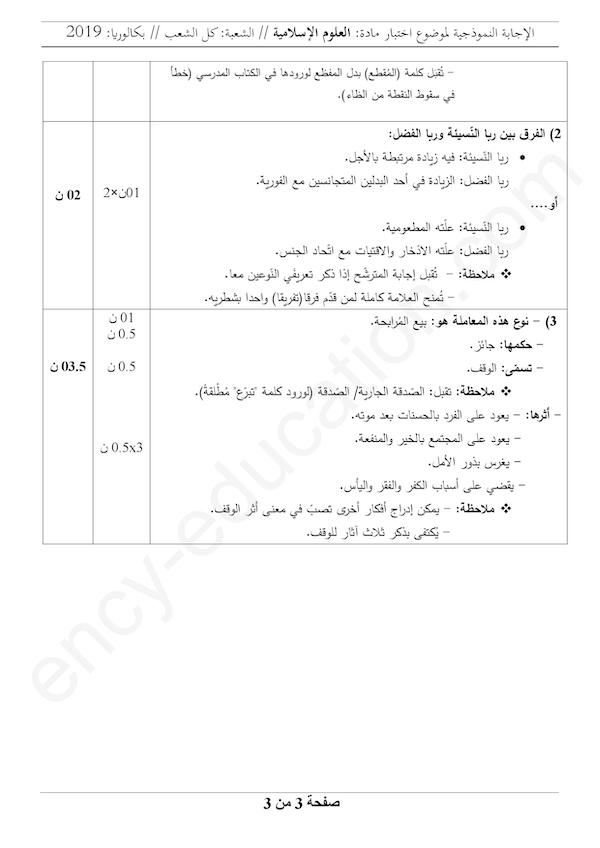 الإجابة النموذجية لموضوع اختبار مادة: العلوم الإسلامية // الشعبة: كل الشعب // بكالوريا: 2019
– تُقبَل كلمة (المُقطع) بدل المفظع لورودها في الكتاب المدرسي (خطأ
في سقوط النقطة من الظاء).
2) الفرق بين ربا النّسيئة وربا الفضل:
• ربا النّسيئة: فيه زيادة مرتبطة بالأجل.
ربا الفضل: الزيادة في أحد البدلين المتجانسين مع الفورية.
أو....
• ربا النّسيئة: علّته المطعومية.
ربا الفضل: علّته الادّخار والاقتيات مع اتّحاد الجنس.
❖ ملاحظة: – تُقبل إجابة المترشّح إذا ذكر تعريفَي النّوعين معا.
– تُمنح العلامة كاملة لمن قدّم فرقا(تفريقا) واحدا بشطريه.
01ن×2
02 ن
3) – نوع هذه المعاملة هو: بيع المُرابحة.
– حكمها: جائز.
– تسمّى: الوقف.
❖ ملاحظة: تقبل: الصّدقة الجارية/ الصّدقة (لورود كلمة "تبرّع" مُطْلقةً).
– أثرها: – يعود على الفرد بالحسنات بعد موته.
– يعود على المجتمع بالخير والمنفعة.
– يغرس بذور الأمل.
– يقضي على أسباب الكفر والفقر واليأس.
❖ ملاحظة: – يمكن إدراج أفكار أخرى تصبّ في معنى أثر الوقف.
– يُكتفى بذكر ثلاث آثار للوقف.
01 ن
0.5 ن
0.5 ن
0.5x3 ن
03.5 ن
ency-education.com
صفحة 3 من 3